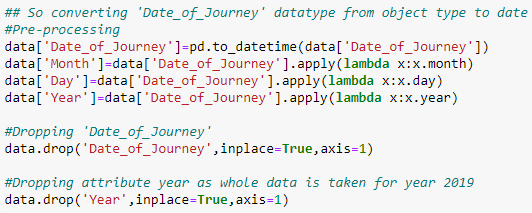 ## So converting 'Date_of_Journey' datatype from object type to date
#Pre-processing
data['Date_of_Journey']=pd.to_datetime(data['Date_of_Journey'])
data['Month']=data['Date_of_Journey'].apply(lambda x:x.month)
data['Day']=data['Date_of_Journey'].apply(lambda x:x.day)
data['Year']=data['Date_of_Journey'].apply(lambda x:x.year)
#Dropping 'Date_of_Journey'
data.drop('Date_of_Journey',inplace=True,axis=1)
#Dropping attribute year as whole data is taken for year 2019
data.drop('Year',inplace=True,axis=1)